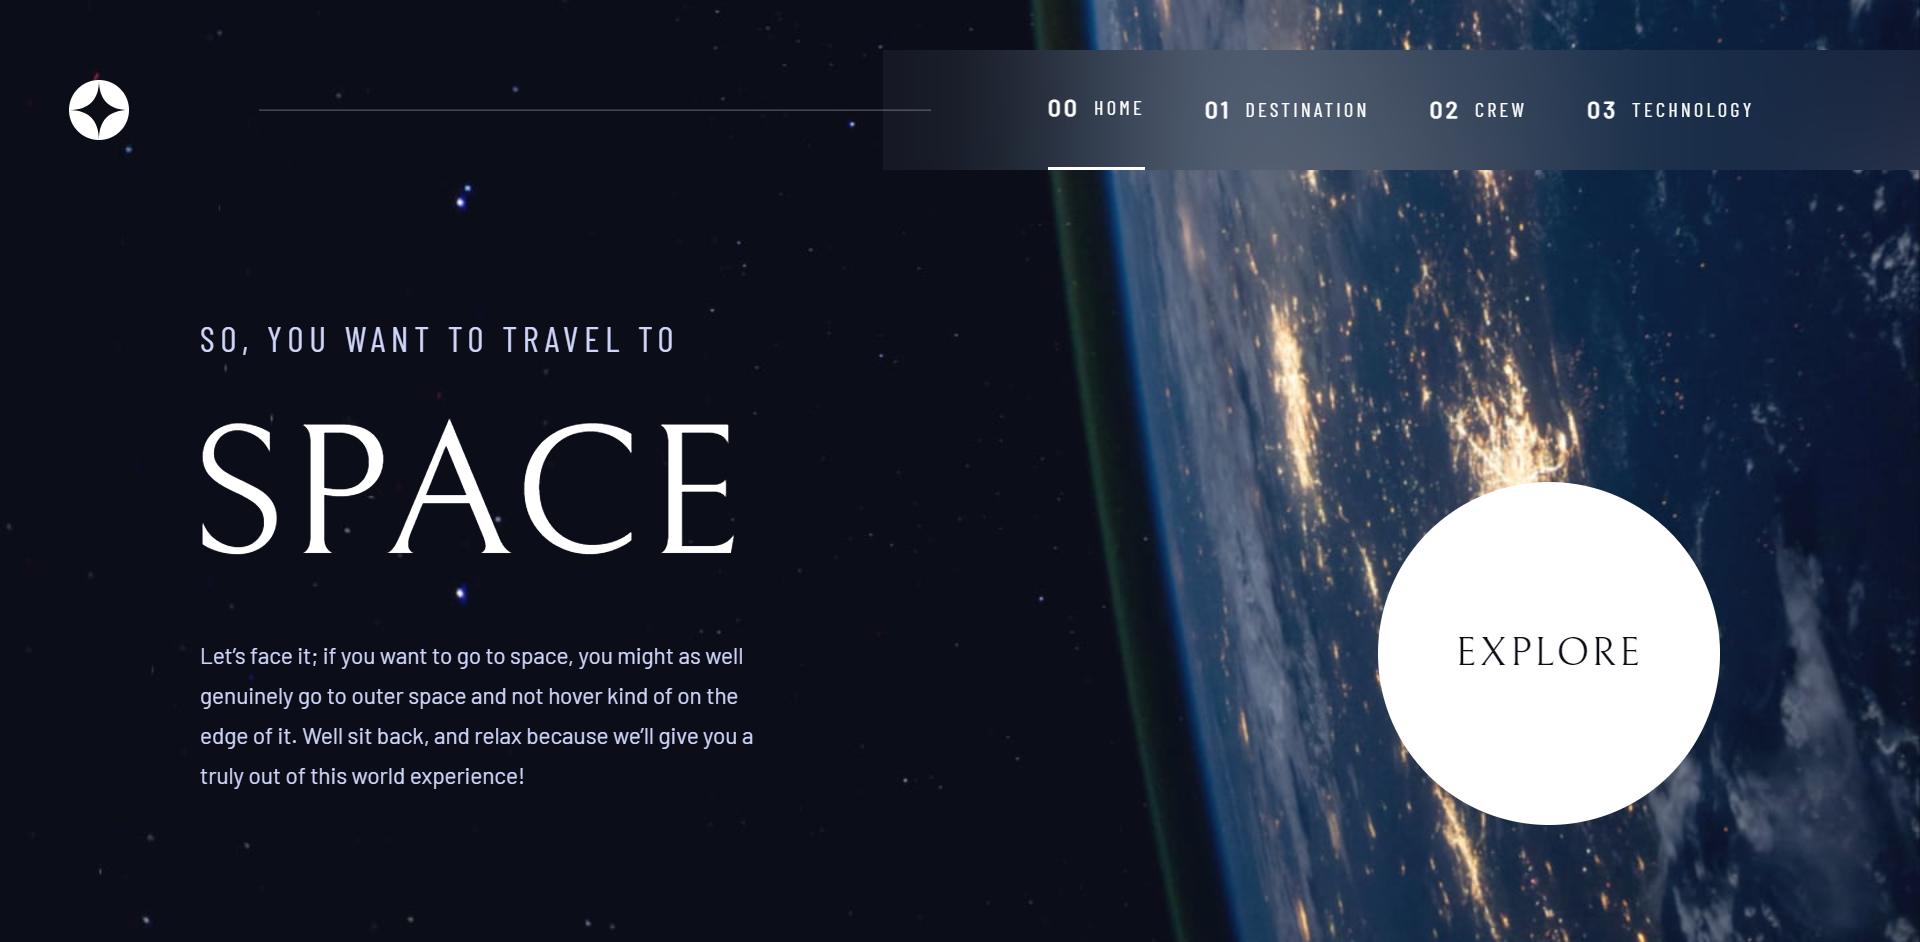 00 HOME 01 DESTINATION 02 CREW 03 TECHNOLOGY
SO, YOU WANT TO TRAVEL TO
SPACE
Let’s face it; if you want to go to space, you might as well
genuinely go to outer space and not hover kind of on the
edge of it. Well sit back, and relax because we’ll give you a
truly out of this world experience!
EXPLORE